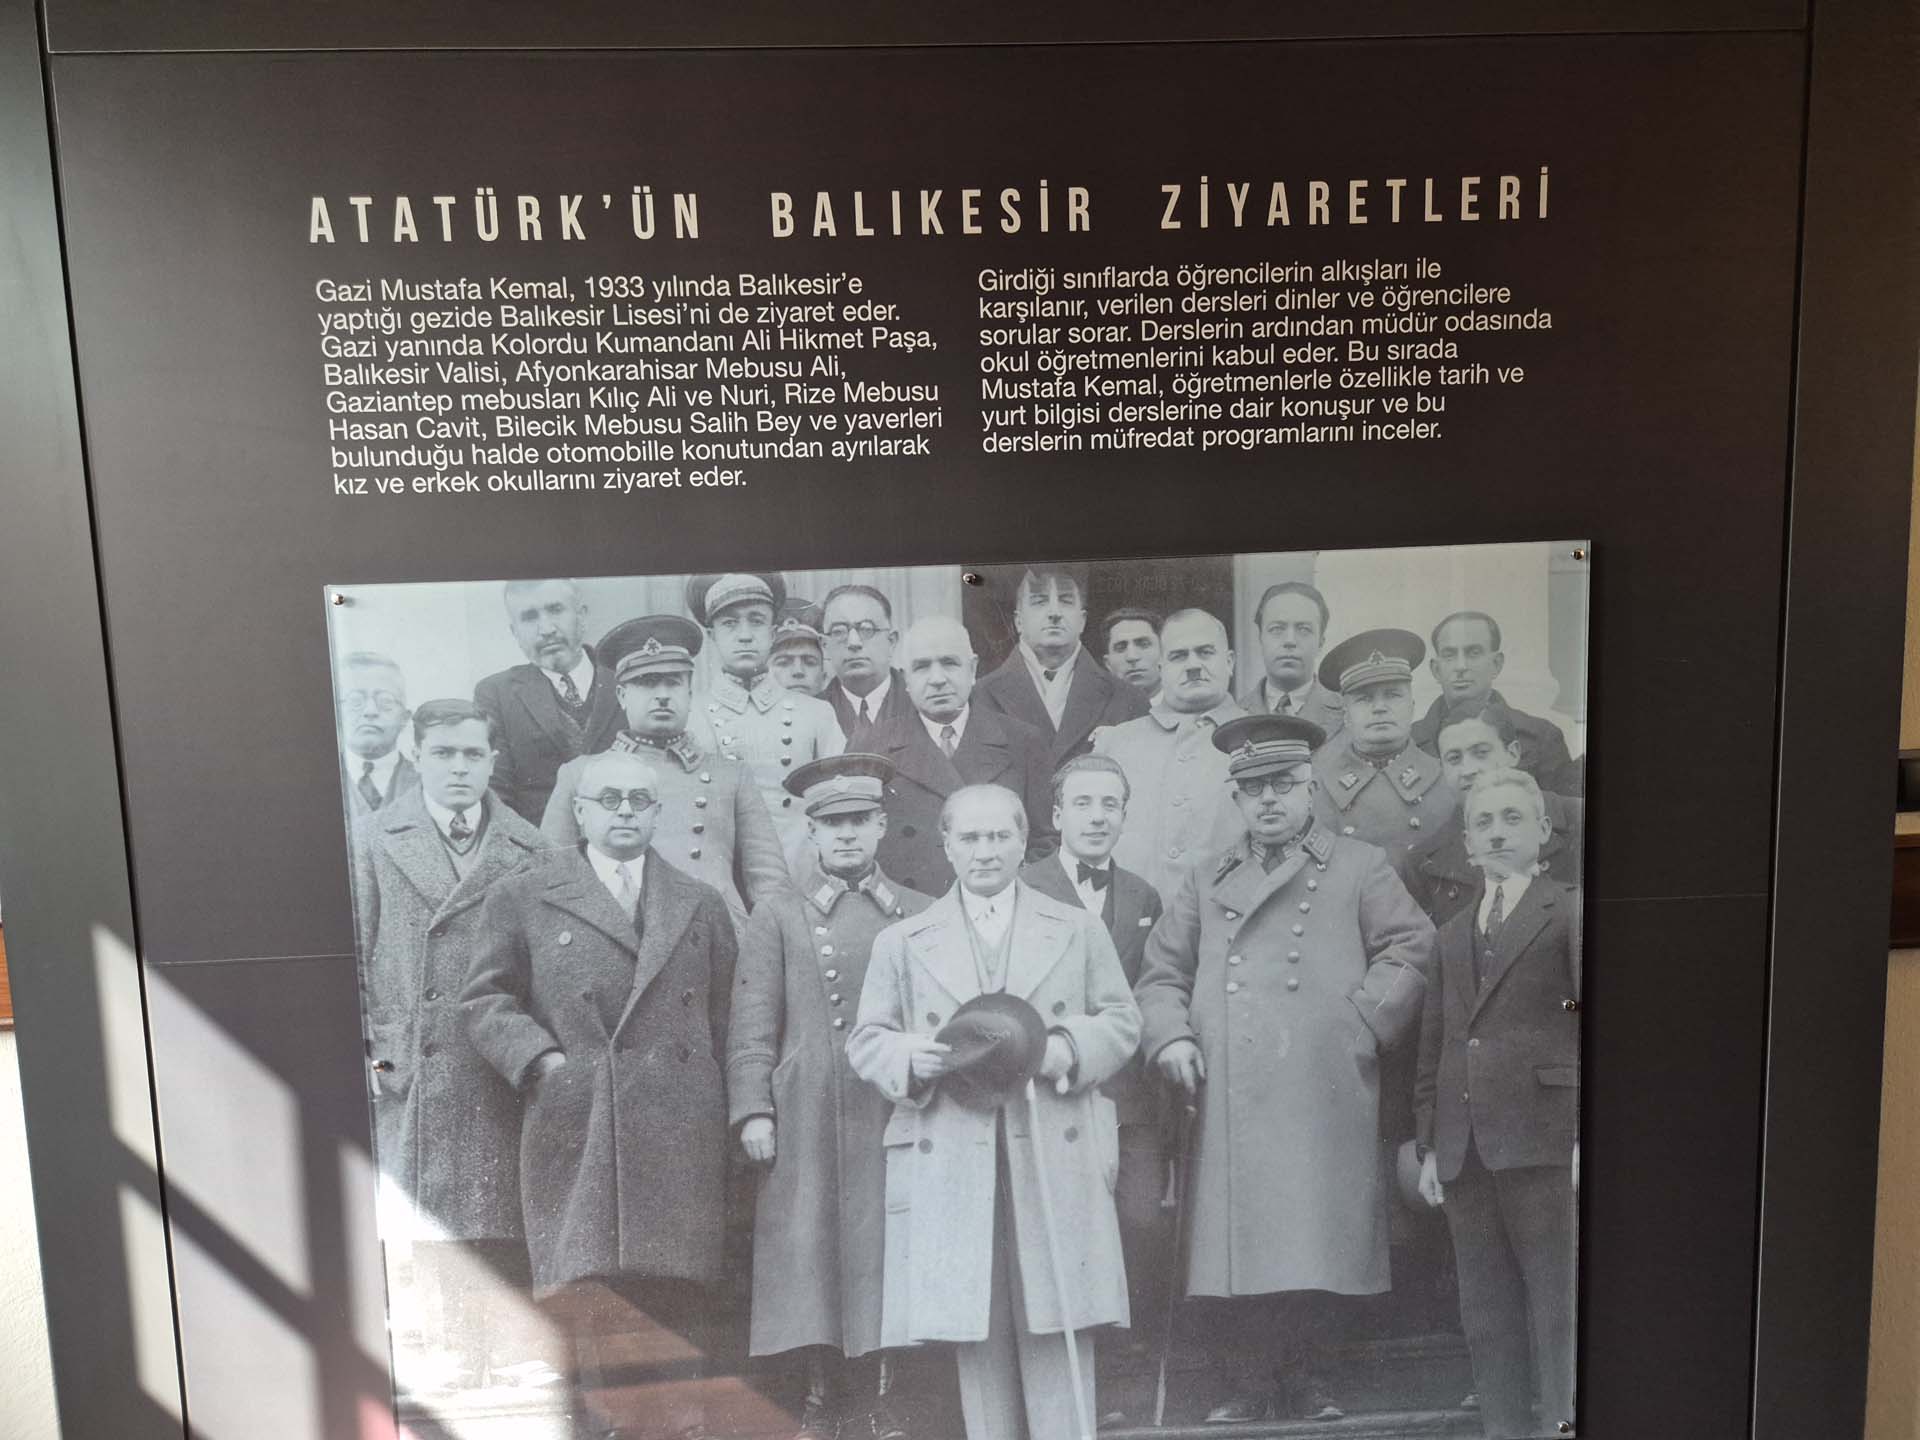 ATATÜRK'ÜN BALIKESİR ZİYARETLERİ
Gazi Mustafa Kemal, 1933 yılında Balıkesir'e
yaptığı gezide Balıkesir Lisesi'ni de ziyaret eder.
Gazi yanında Kolordu Kumandanı Ali Hikmet Paşa,
Balıkesir Valisi, Afyonkarahisar Mebusu Ali,
Gaziantep mebusları Kılıç Ali ve Nuri, Rize Mebusu
Hasan Cavit, Bilecik Mebusu Salih Bey ve yaverleri
bulunduğu halde otomobille konutundan ayrılarak
kız ve erkek okullarını ziyaret eder.
Girdiği sınıflarda öğrencilerin alkışları ile
karşılanır, verilen dersleri dinler ve öğrencilere
sorular sorar. Derslerin ardından müdür odasında
okul öğretmenlerini kabul eder. Bu sırada
Mustafa Kemal, öğretmenlerle özellikle tarih ve
yurt bilgisi derslerine dair konuşur ve bu
derslerin müfredat programlarını inceler.